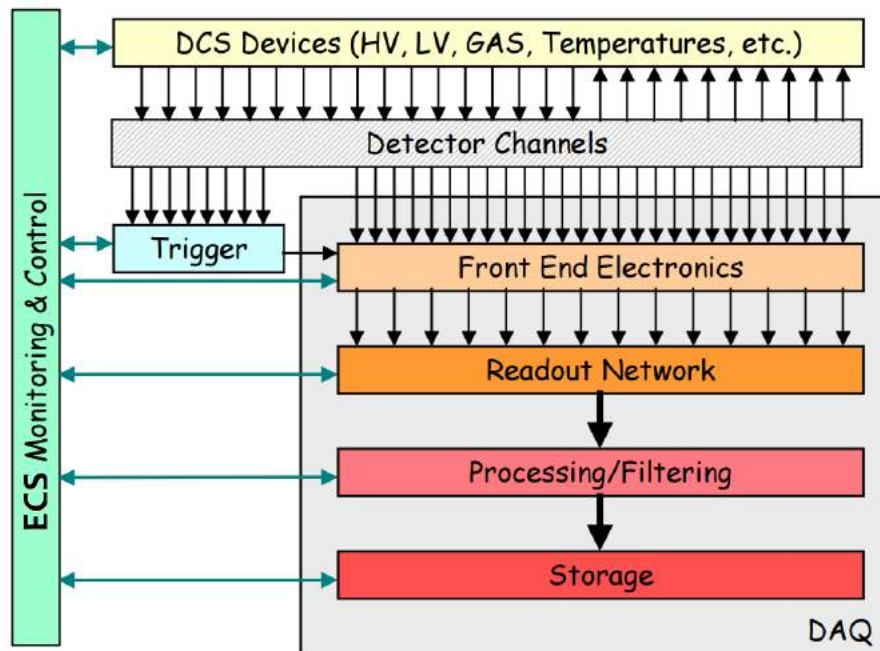 DCS Devices (HV, LV, GAS, Temperatures, etc.)
Detector Channels
Trigger
Front End Electronics
Readout Network
Processing/Filtering
Storage
DAQ
ECS Monitoring & Control